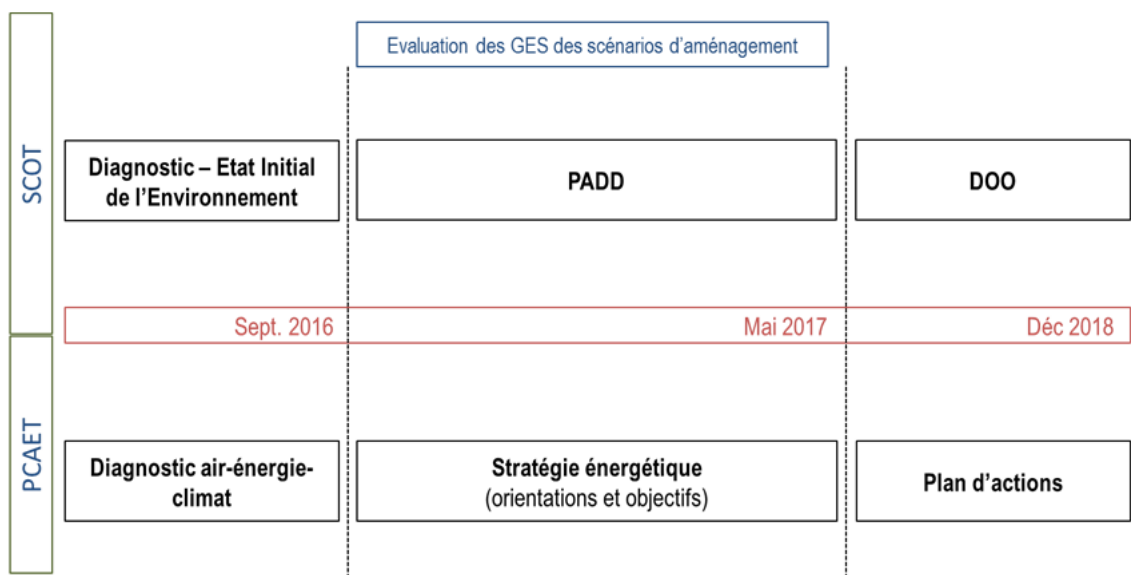 Evaluation des GES des scénarios d’aménagement
SCOT
Diagnostic – Etat Initial
de l’Environnement
PADD
DOO
Sept. 2016
Mai 2017
Déc 2018
PCAET
Diagnostic air-énergie-
climat
Stratégie énergétique
(orientations et objectifs)
Plan d’actions